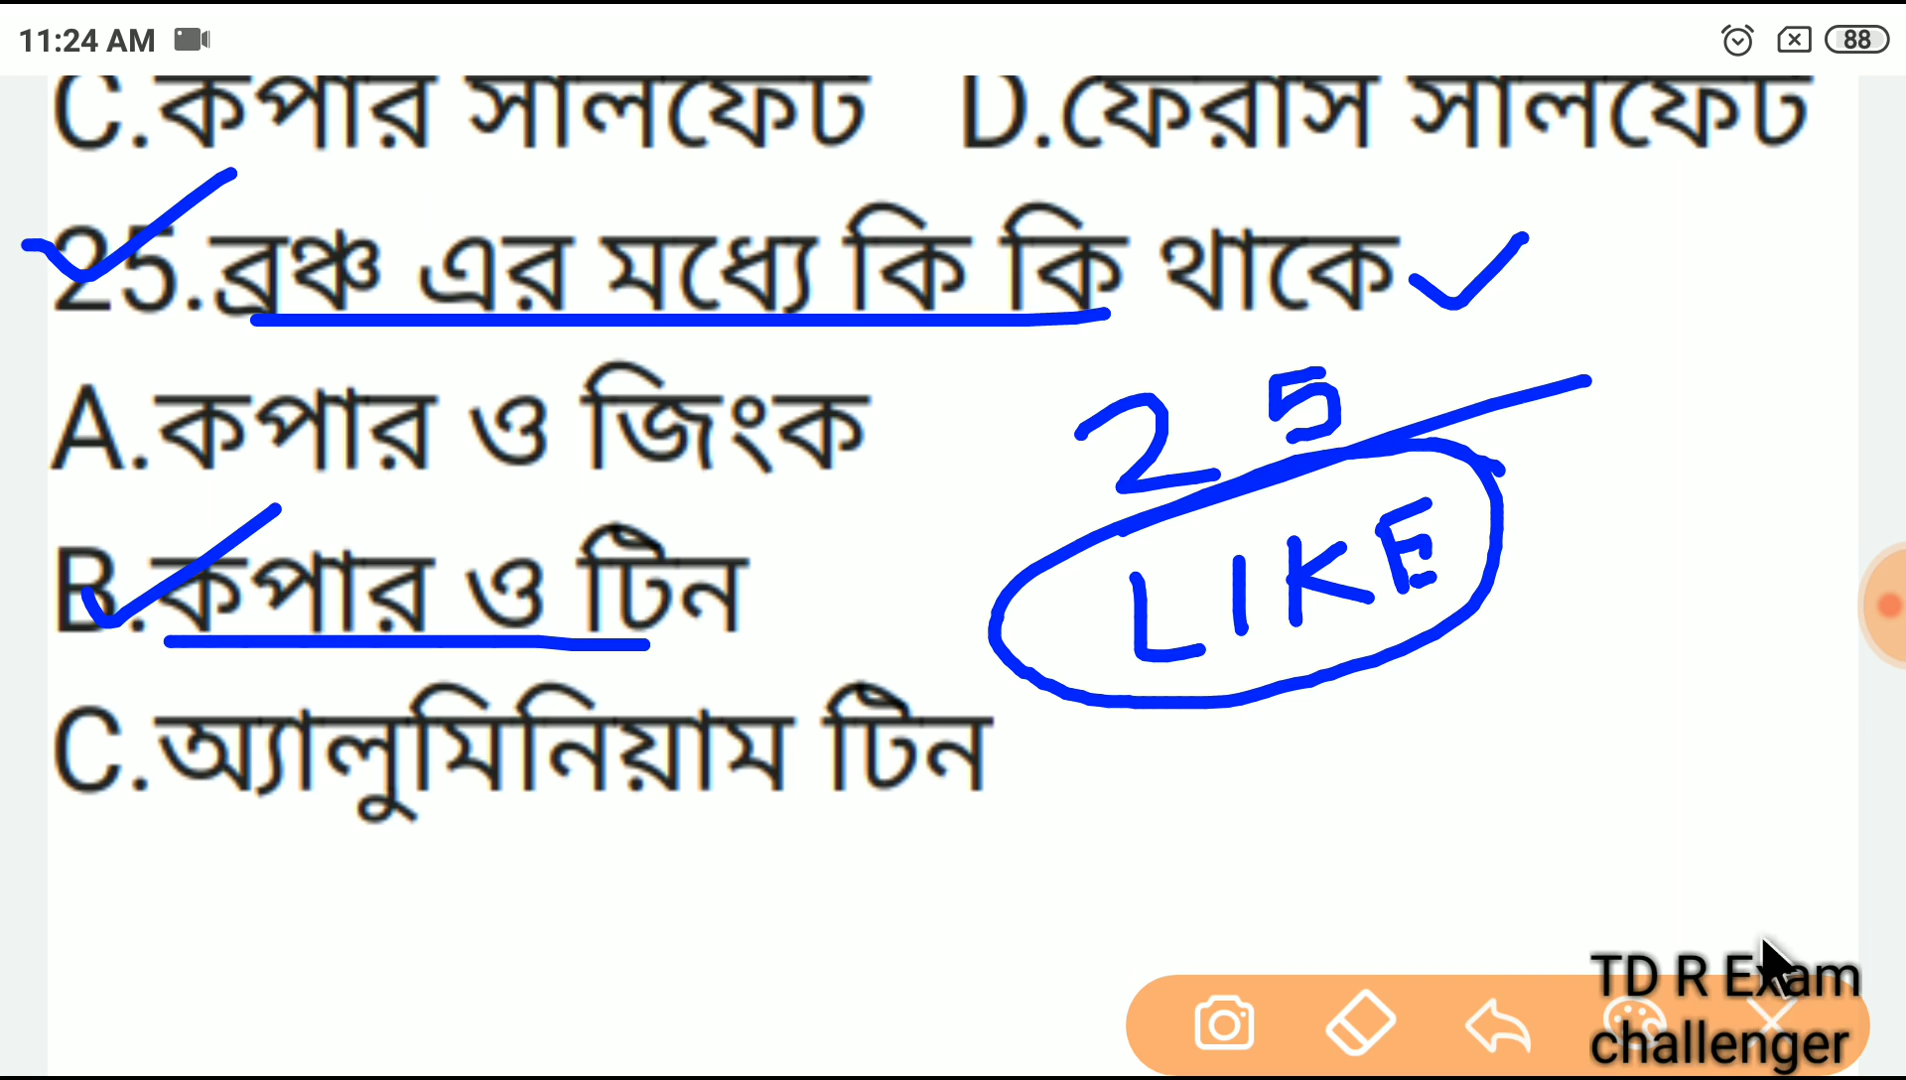 11:24 AM 88
C.কপার সালফেট D.ফেরাস সালফেট
25.ব্রঞ্চ এর মধ্যে কি কি থাকে
A.কপার ও জিংক
25
B.কপার ও টিন
LIKE
C.অ্যালুমিনিয়াম টিন
TD R Exam
challenger